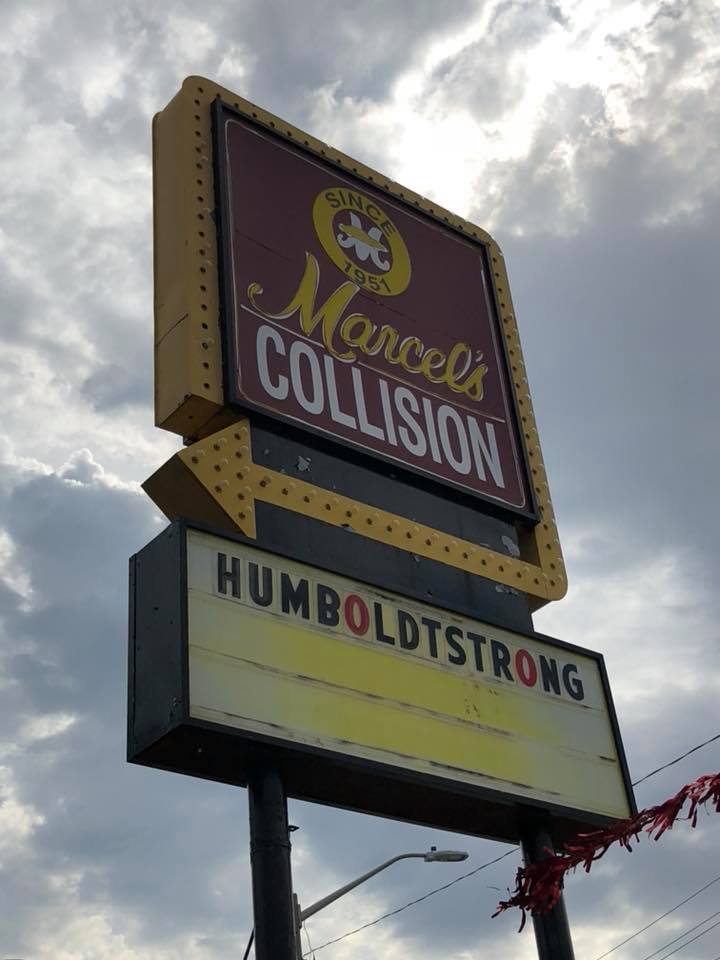 SINCE
1951
Marcel's
COLLISION
HUMBOLDTSTRONG